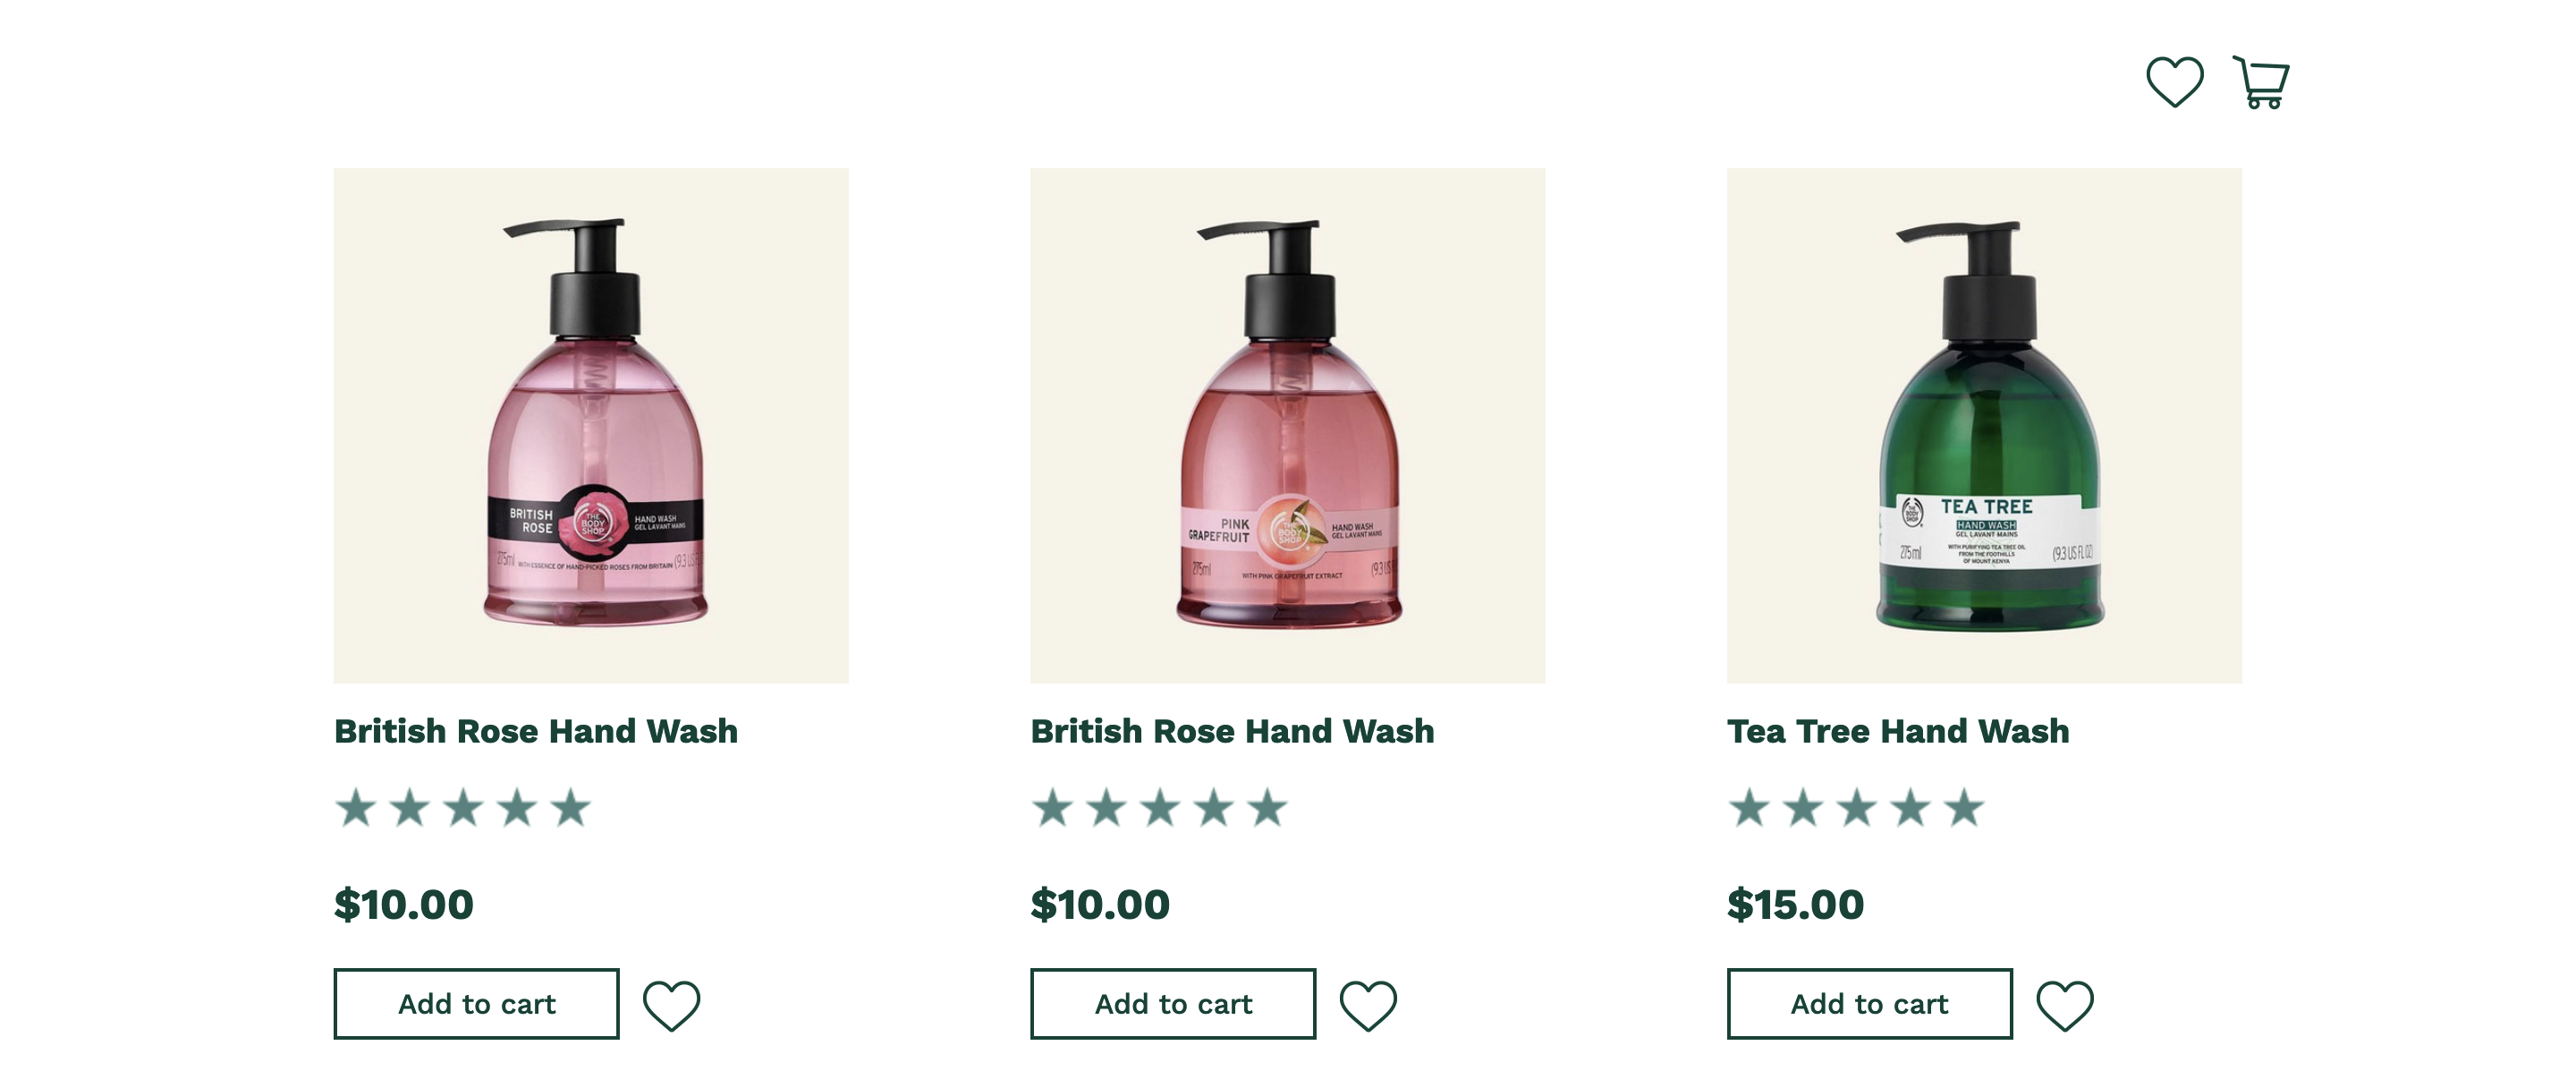 BRITISH
ROSE
THE
BODY
SHOP
HAND WASH
GEL LAVANT MAINS
275ml
WITH ESSENCE OF HAND-PICKED ROSES FROM BRITAIN
(9.3 US FL
PINK
GRAPEFRUIT
THE
BODY
SHOP
HAND WASH
GEL LAVANT MAINS
275ml
WITH PINK GRAPEFRUIT EXTRACT
(9.3 US
THE
BODY
SHOP
TEA TREE
HAND WASH
GEL LAVANT MAINS
275 ml
WITH PURIFYING TEA TREE OIL
FROM THE FOOTHILLS
OF MOUNT KENYA
(9.3 US FL OZ)
British Rose Hand Wash
British Rose Hand Wash
Tea Tree Hand Wash
$10.00
$10.00
$15.00
Add to cart
Add to cart
Add to cart